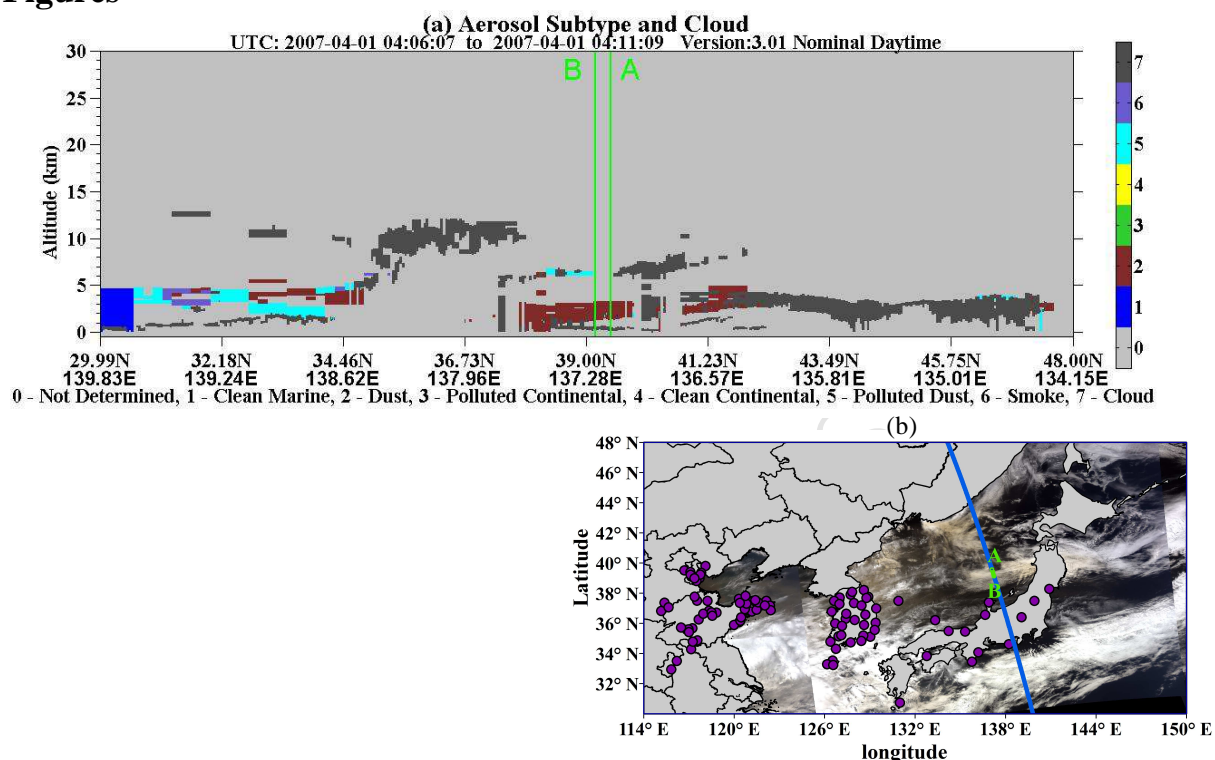 Figures
(a) Aerosol Subtype and Cloud
UTC: 2007-04-01 04:06:07 to 2007-04-01 04:11:09 Version:3.01 Nominal Daytime
B A
30
25
20
15
10
5
0
Altitude (km)
7
6
5
4
3
2
1
0
29.99N 32.18N 34.46N 36.73N 39.00N 41.23N 43.49N 45.75N 48.00N
139.83E 139.24E 138.62E 137.96E 137.28E 136.57E 135.81E 135.01E 134.15E
0 - Not Determined, 1 - Clean Marine, 2 - Dust, 3 - Polluted Continental, 4 - Clean Continental, 5 - Polluted Dust, 6 - Smoke, 7 - Cloud
(b)
48° N
46° N
44° N
42° N
40° N
38° N
36° N
34° N
32° N
Latitude
A
B
114° E 120° E 126° E 132° E 138° E 144° E 150° E
longitude